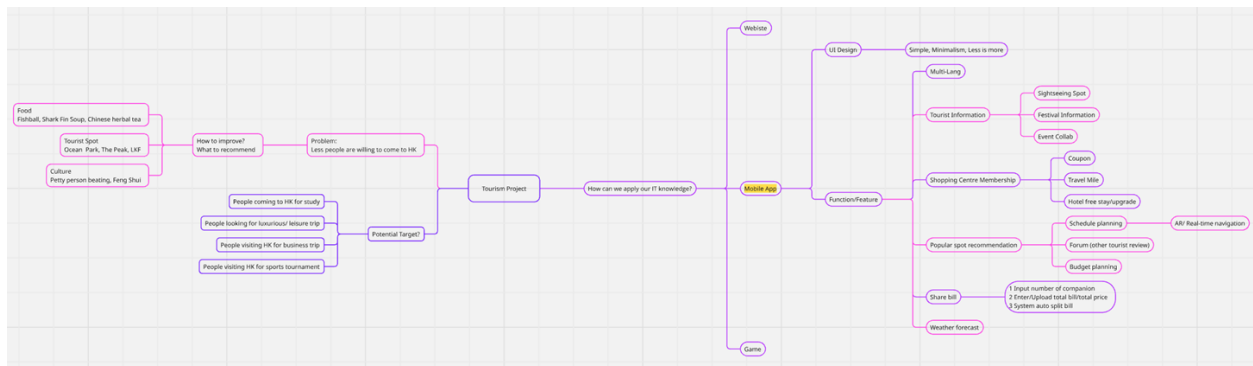 Tourism Project
Problem:
Less people are willing to come to HK
How to improve?
What to recommend
Food
Fishball, Shark Fin Soup, Chinese herbal tea
Tourist Spot
Ocean Park, The Peak, LKF
Culture
Petty person beating, Feng Shui
Potential Target?
People coming to HK for study
People looking for luxurious/ leisure trip
People visiting HK for business trip
People visiting HK for sports tournament
How can we apply our IT knowledge?
Webiste
Mobile App
Game
UI Design
Simple, Minimalism, Less is more
Function/Feature
Multi-Lang
Tourist Information
Sightseeing Spot
Festival Information
Event Collab
Shopping Centre Membership
Coupon
Travel Mile
Hotel free stay/upgrade
Popular spot recommendation
Schedule planning
AR/ Real-time navigation
Forum (other tourist review)
Budget planning
Share bill
1 Input number of companion
2 Enter/Upload total bill/total price
3 System auto split bill
Weather forecast